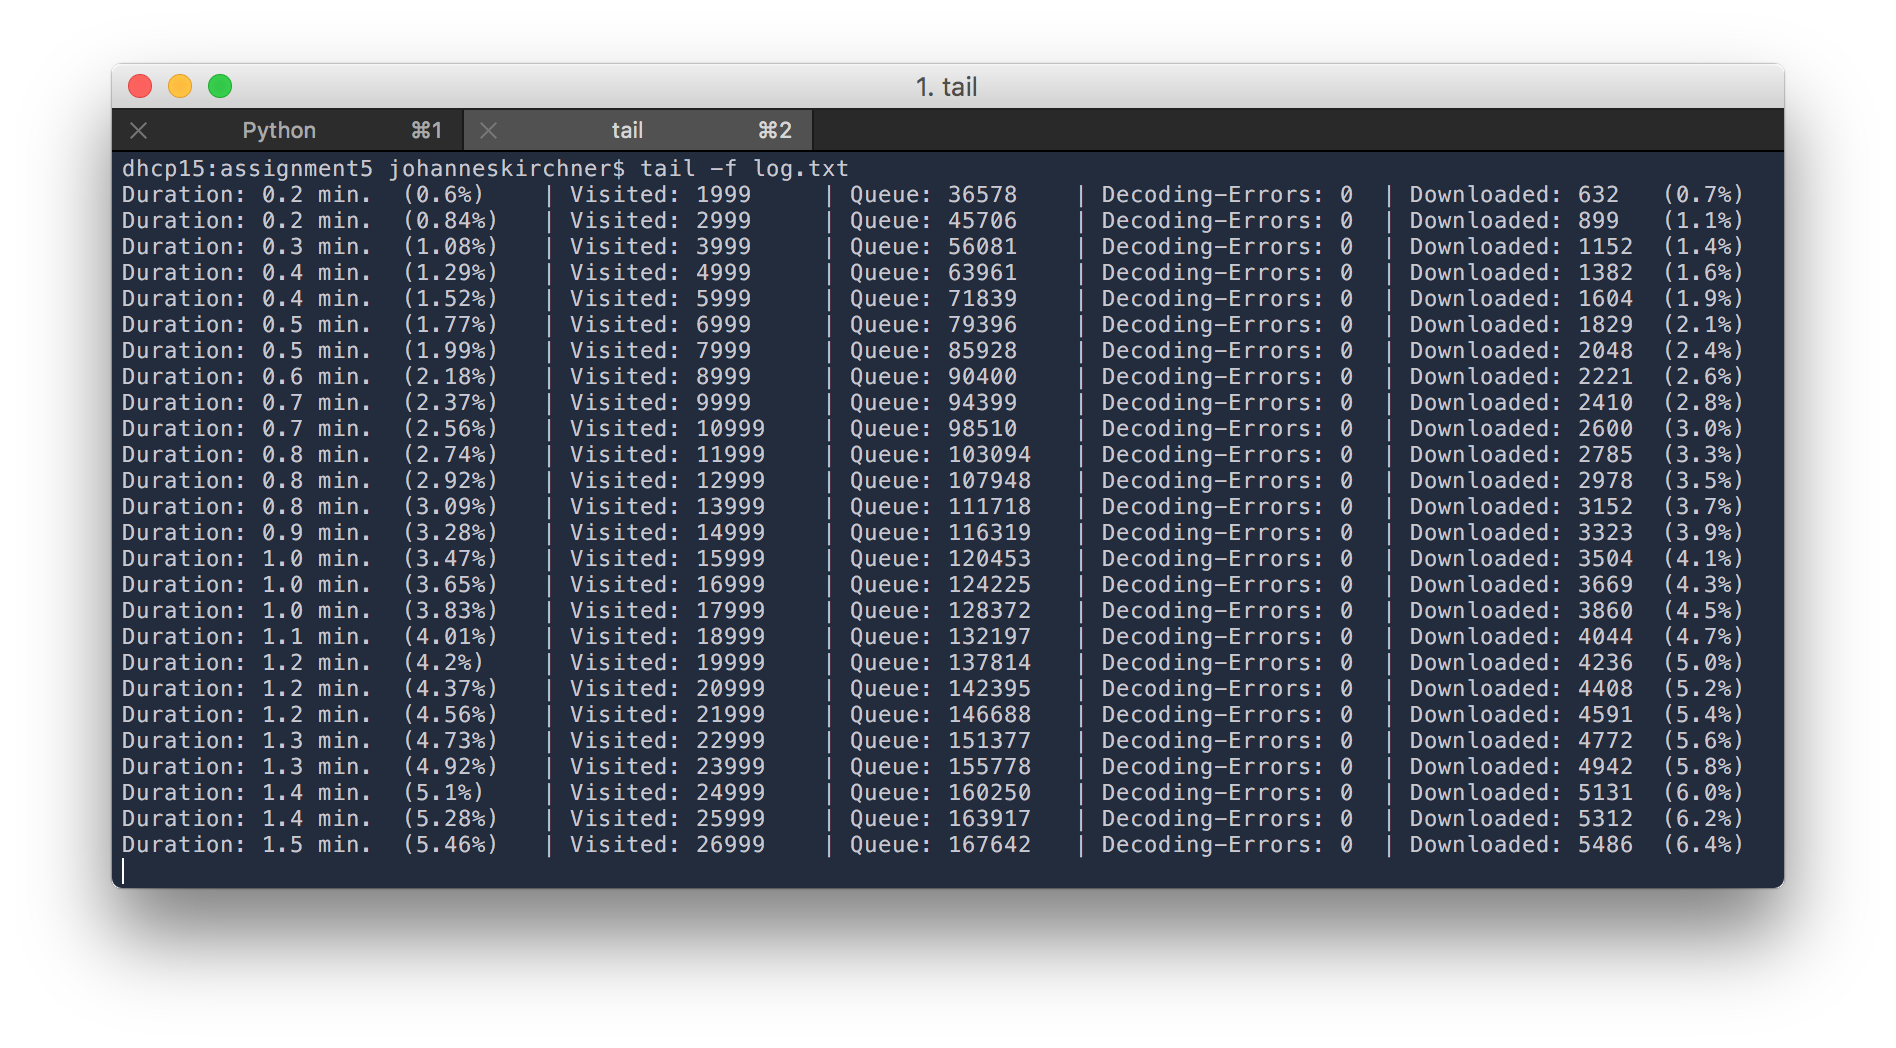 1. tail
Python ⌘1 tail ⌘2
dhcp15:assignment5 johanneskirchner$ tail -f log.txt
Duration: 0.2 min. (0.6%) | Visited: 1999 | Queue: 36578 | Decoding-Errors: 0 | Downloaded: 632 (0.7%)
Duration: 0.2 min. (0.84%) | Visited: 2999 | Queue: 45706 | Decoding-Errors: 0 | Downloaded: 899 (1.1%)
Duration: 0.3 min. (1.08%) | Visited: 3999 | Queue: 56081 | Decoding-Errors: 0 | Downloaded: 1152 (1.4%)
Duration: 0.4 min. (1.29%) | Visited: 4999 | Queue: 63961 | Decoding-Errors: 0 | Downloaded: 1382 (1.6%)
Duration: 0.4 min. (1.52%) | Visited: 5999 | Queue: 71839 | Decoding-Errors: 0 | Downloaded: 1604 (1.9%)
Duration: 0.5 min. (1.77%) | Visited: 6999 | Queue: 79396 | Decoding-Errors: 0 | Downloaded: 1829 (2.1%)
Duration: 0.5 min. (1.99%) | Visited: 7999 | Queue: 85928 | Decoding-Errors: 0 | Downloaded: 2048 (2.4%)
Duration: 0.6 min. (2.18%) | Visited: 8999 | Queue: 90400 | Decoding-Errors: 0 | Downloaded: 2221 (2.6%)
Duration: 0.7 min. (2.37%) | Visited: 9999 | Queue: 94399 | Decoding-Errors: 0 | Downloaded: 2410 (2.8%)
Duration: 0.7 min. (2.56%) | Visited: 10999 | Queue: 98510 | Decoding-Errors: 0 | Downloaded: 2600 (3.0%)
Duration: 0.8 min. (2.74%) | Visited: 11999 | Queue: 103094 | Decoding-Errors: 0 | Downloaded: 2785 (3.3%)
Duration: 0.8 min. (2.92%) | Visited: 12999 | Queue: 107948 | Decoding-Errors: 0 | Downloaded: 2978 (3.5%)
Duration: 0.8 min. (3.09%) | Visited: 13999 | Queue: 111718 | Decoding-Errors: 0 | Downloaded: 3152 (3.7%)
Duration: 0.9 min. (3.28%) | Visited: 14999 | Queue: 116319 | Decoding-Errors: 0 | Downloaded: 3323 (3.9%)
Duration: 1.0 min. (3.47%) | Visited: 15999 | Queue: 120453 | Decoding-Errors: 0 | Downloaded: 3504 (4.1%)
Duration: 1.0 min. (3.65%) | Visited: 16999 | Queue: 124225 | Decoding-Errors: 0 | Downloaded: 3669 (4.3%)
Duration: 1.0 min. (3.83%) | Visited: 17999 | Queue: 128372 | Decoding-Errors: 0 | Downloaded: 3860 (4.5%)
Duration: 1.1 min. (4.01%) | Visited: 18999 | Queue: 132197 | Decoding-Errors: 0 | Downloaded: 4044 (4.7%)
Duration: 1.2 min. (4.2%) | Visited: 19999 | Queue: 137814 | Decoding-Errors: 0 | Downloaded: 4236 (5.0%)
Duration: 1.2 min. (4.37%) | Visited: 20999 | Queue: 142395 | Decoding-Errors: 0 | Downloaded: 4408 (5.2%)
Duration: 1.2 min. (4.56%) | Visited: 21999 | Queue: 146688 | Decoding-Errors: 0 | Downloaded: 4591 (5.4%)
Duration: 1.3 min. (4.73%) | Visited: 22999 | Queue: 151377 | Decoding-Errors: 0 | Downloaded: 4772 (5.6%)
Duration: 1.3 min. (4.92%) | Visited: 23999 | Queue: 155778 | Decoding-Errors: 0 | Downloaded: 4942 (5.8%)
Duration: 1.4 min. (5.1%) | Visited: 24999 | Queue: 160250 | Decoding-Errors: 0 | Downloaded: 5131 (6.0%)
Duration: 1.4 min. (5.28%) | Visited: 25999 | Queue: 163917 | Decoding-Errors: 0 | Downloaded: 5312 (6.2%)
Duration: 1.5 min. (5.46%) | Visited: 26999 | Queue: 167642 | Decoding-Errors: 0 | Downloaded: 5486 (6.4%)